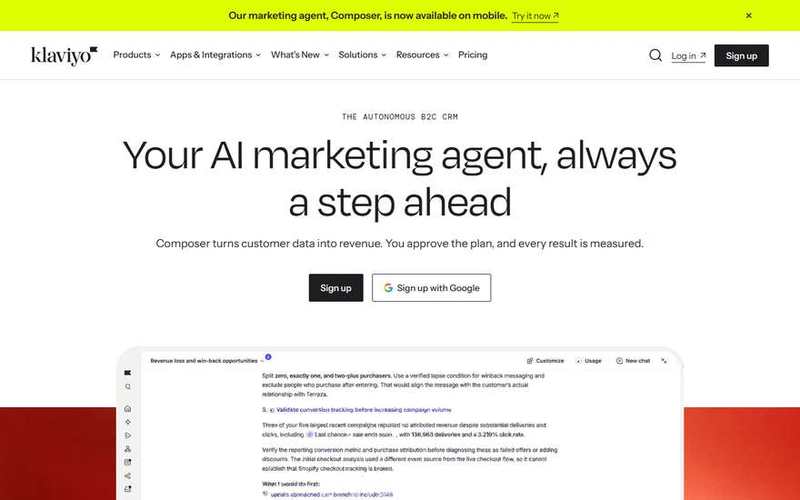 Our marketing agent, Composer, is now available on mobile. Try it now
klaviyo
Products Apps & Integrations What's New Solutions Resources Pricing
Log in Sign up
THE AUTONOMOUS B2C CRM
Your AI marketing agent, always
a step ahead
Composer turns customer data into revenue. You approve the plan, and every result is measured.
Sign up Sign up with Google
Revenue loss and win-back opportunities
Customize Usage New chat
Split zero, exactly one, and two-plus purchasers. Use a verified lapse condition for winback messaging and
exclude people who purchase after entering. That would align the message with the customer's actual
relationship with Terraza.
3. Validate conversion tracking before increasing campaign volume
Three of your five largest recent campaigns reported no attributed revenue despite substantial deliveries and
clicks, including Last chance - sale ends soon. , with 136,963 deliveries and a 3.219% click rate.
Verify the reporting conversion metric and purchase attribution before diagnosing these as failed offers or adding
discounts. The initial checkout analysis used a different event source from the live checkout flow, so it cannot
establish that Shopify checkout tracking is broken.
What I would do first: